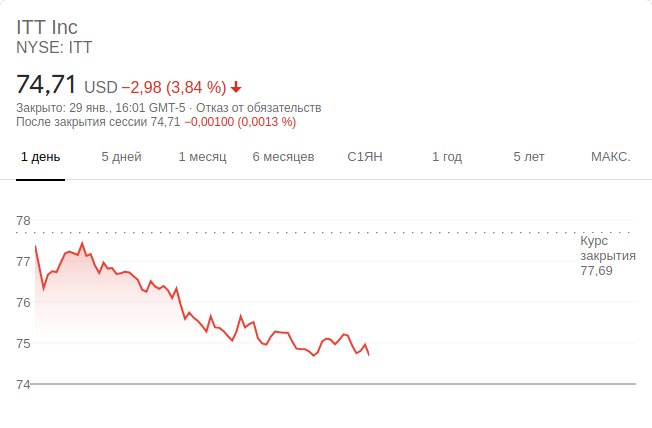 ITT Inc
NYSE: ITT
74,71 USD −2,98 (3,84 %)
Закрыто: 29 янв., 16:01 GMT-5 · Отказ от обязательств
После закрытия сессии 74,71 −0,00100 (0,0013 %)
1 день 5 дней 1 месяц 6 месяцев С1ЯН 1 год 5 лет МАКС.
78
Курс
закрытия
77,69
77
76
75
74